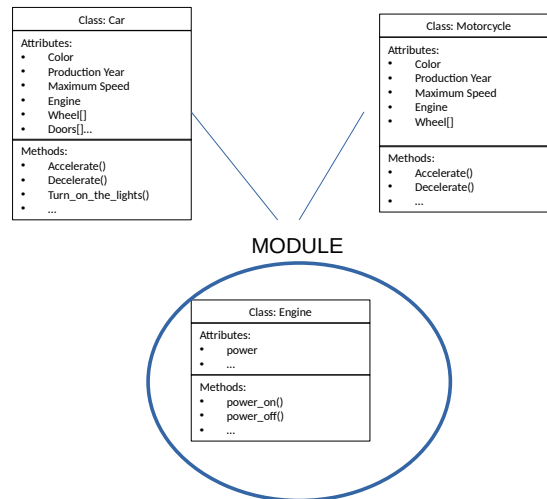 Class: Car
Attributes:
• Color
• Production Year
• Maximum Speed
• Engine
• Wheel[]
• Doors[]...
Methods:
• Accelerate()
• Decelerate()
• Turn_on_the_lights()
• ...
Class: Motorcycle
Attributes:
• Color
• Production Year
• Maximum Speed
• Engine
• Wheel[]
Methods:
• Accelerate()
• Decelerate()
• ...
MODULE
Class: Engine
Attributes:
• power
• ...
Methods:
• power_on()
• power_off()
• ...